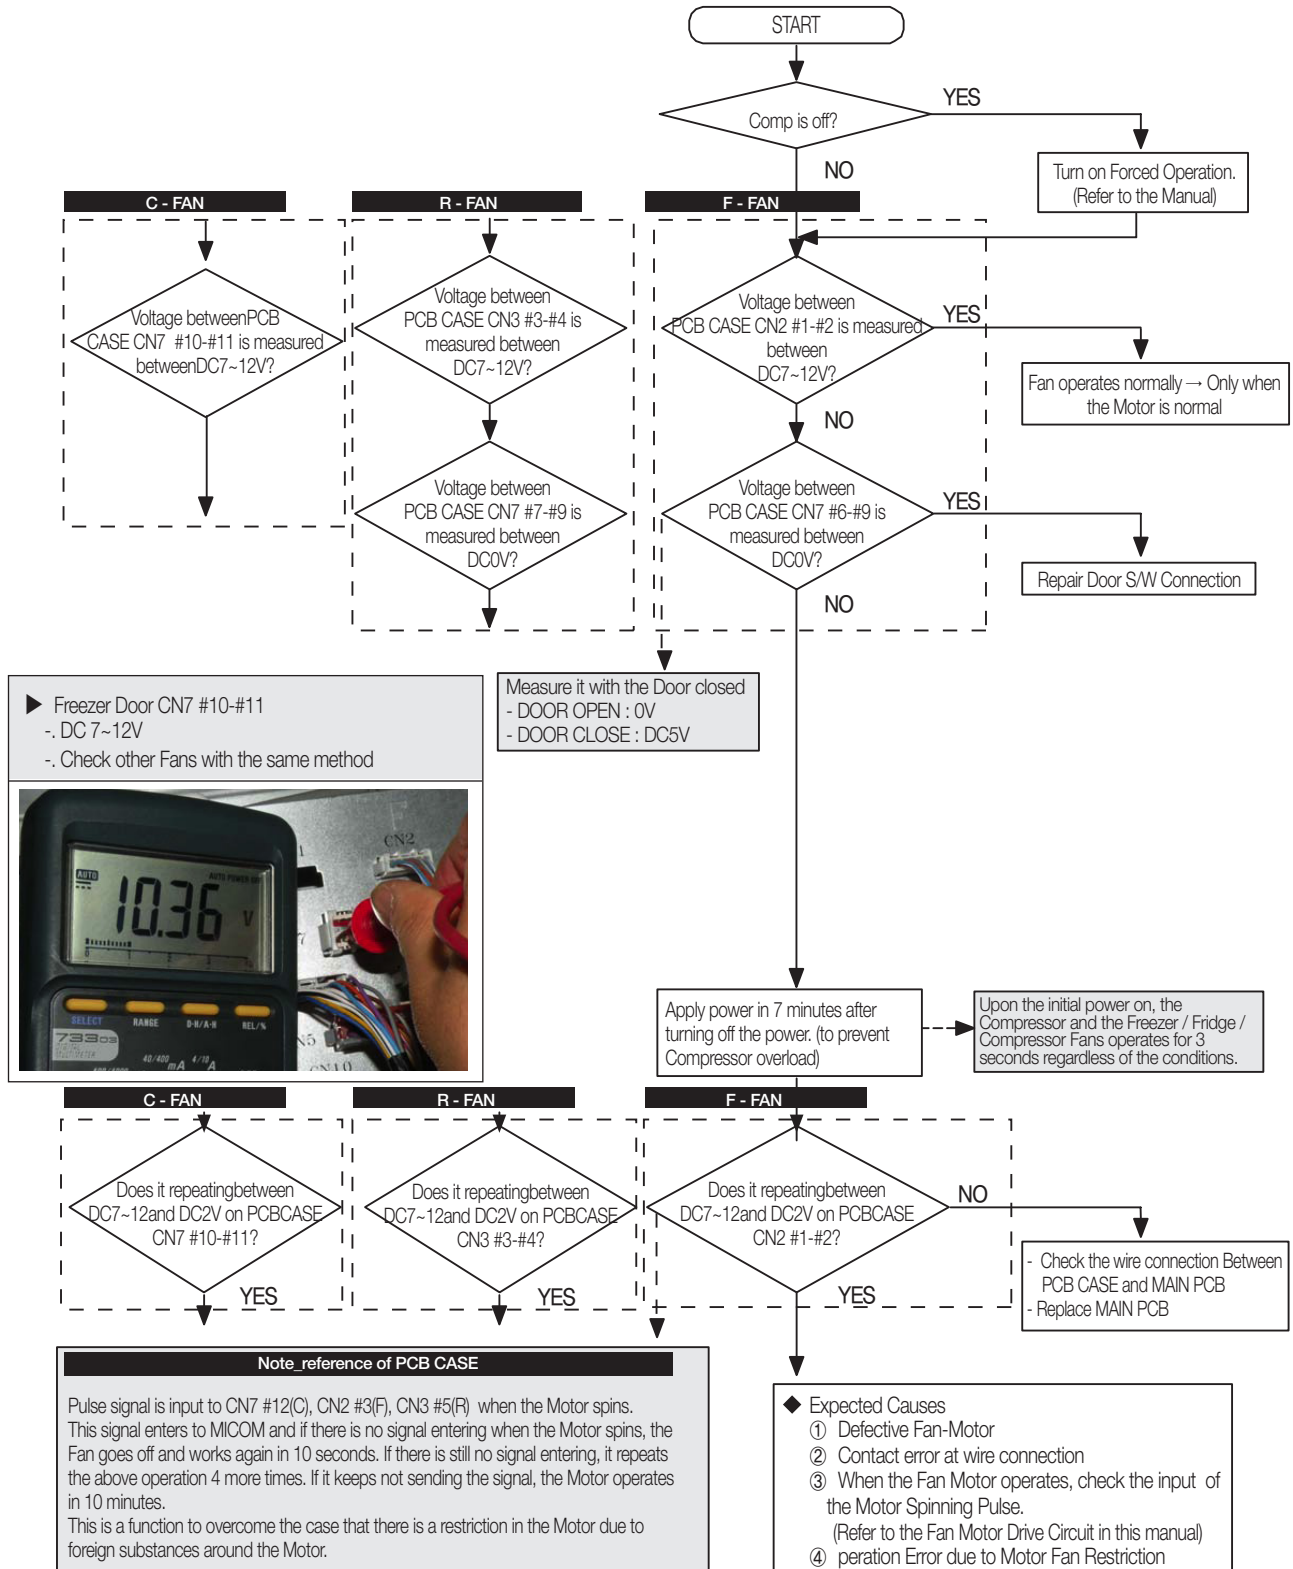 START
Comp is off?
YES
NO
Turn on Forced Operation.
(Refer to the Manual)
C - FAN
R - FAN
F - FAN
Voltage betweenPCB
CASE CN7 #10-#11 is measured
betweenDC7~12V?
Voltage between
PCB CASE CN3 #3-#4 is
measured between
DC7~12V?
Voltage between
PCB CASE CN2 #1-#2 is measured
between
DC7~12V?
YES
Fan operates normally → Only when
the Motor is normal
NO
Voltage between
PCB CASE CN7 #7-#9 is
measured between
DC0V?
Voltage between
PCB CASE CN7 #6-#9 is
measured between
DC0V?
YES
Repair Door S/W Connection
NO
Measure it with the Door closed
- DOOR OPEN : 0V
- DOOR CLOSE : DC5V
▶ Freezer Door CN7 #10-#11
-. DC 7~12V
-. Check other Fans with the same method
CN2
AUTO
AUTO POWER
10.36 V
SELECT RANGE D-H/A-H REL/%
73303
40/400 mA 4/10 A
N5
CN10
Apply power in 7 minutes after
turning off the power. (to prevent
Compressor overload)
Upon the initial power on, the
Compressor and the Freezer / Fridge /
Compressor Fans operates for 3
seconds regardless of the conditions.
C - FAN
R - FAN
F - FAN
Does it repeatingbetween
DC7~12and DC2V on PCBCASE
CN7 #10-#11?
YES
Does it repeatingbetween
DC7~12and DC2V on PCBCASE
CN3 #3-#4?
YES
Does it repeatingbetween
DC7~12and DC2V on PCBCASE
CN2 #1-#2?
NO
- Check the wire connection Between
PCB CASE and MAIN PCB
- Replace MAIN PCB
YES
Note_reference of PCB CASE
Pulse signal is input to CN7 #12(C), CN2 #3(F), CN3 #5(R) when the Motor spins.
This signal enters to MICOM and if there is no signal entering when the Motor spins, the
Fan goes off and works again in 10 seconds. If there is still no signal entering, it repeats
the above operation 4 more times. If it keeps not sending the signal, the Motor operates
in 10 minutes.
This is a function to overcome the case that there is a restriction in the Motor due to
foreign substances around the Motor.
◆ Expected Causes
① Defective Fan-Motor
② Contact error at wire connection
③ When the Fan Motor operates, check the input of
the Motor Spinning Pulse.
(Refer to the Fan Motor Drive Circuit in this manual)
④ peration Error due to Motor Fan Restriction